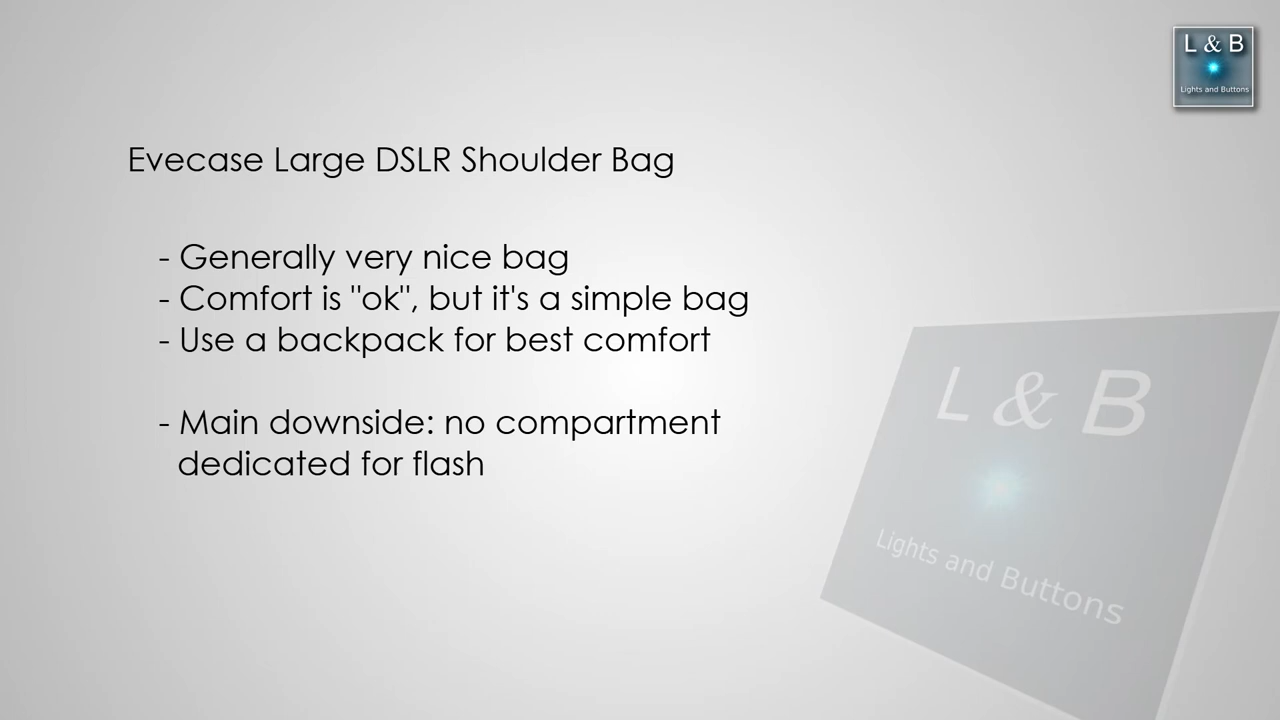 L & B
Lights and Buttons
Evecase Large DSLR Shoulder Bag
- Generally very nice bag
- Comfort is "ok", but it's a simple bag
- Use a backpack for best comfort
- Main downside: no compartment
dedicated for flash
L & B
Lights and Buttons